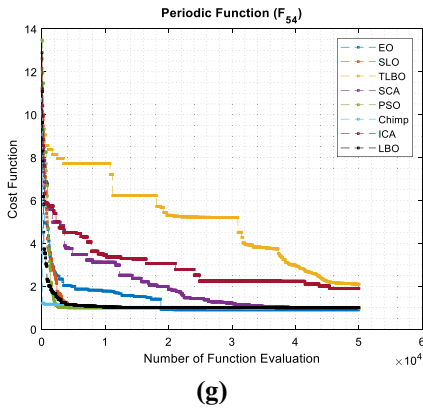 Periodic Function (F54)
14
12
10
8
6
4
2
0
Cost Function
EO
SLO
TLBO
SCA
PSO
Chimp
ICA
LBO
0 1 2 3 4 5 6
×10^4
Number of Function Evaluation
(g)